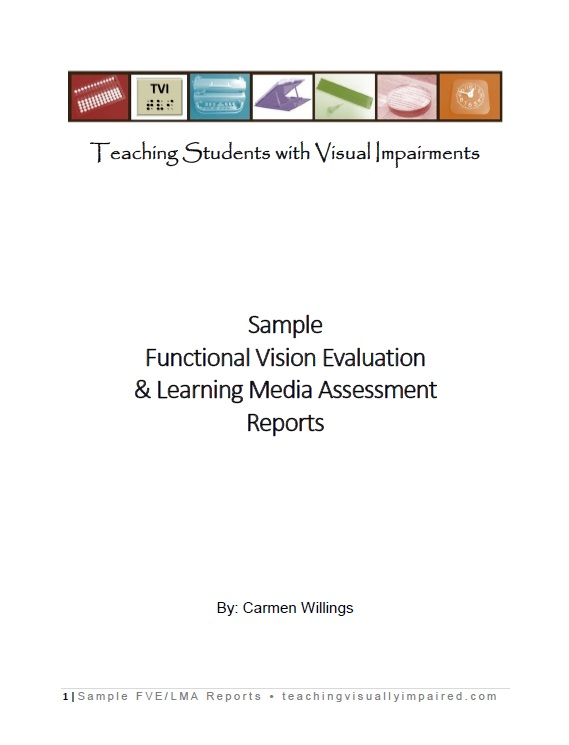 TVI
Teaching Students with Visual Impairments
Sample
Functional Vision Evaluation
& Learning Media Assessment
Reports
By: Carmen Willings
1 | Sample FVE/LMA Reports • teachingvisuallyimpaired.com